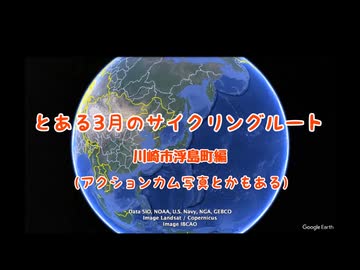 とある3月のサイクリングルート
川崎市浮島町編
(アクションカム写真とかもある)
Data SIO, NOAA, U.S. Navy, NGA, GEBCO
Image Landsat / Copernicus
Image IBCAO
Google Earth